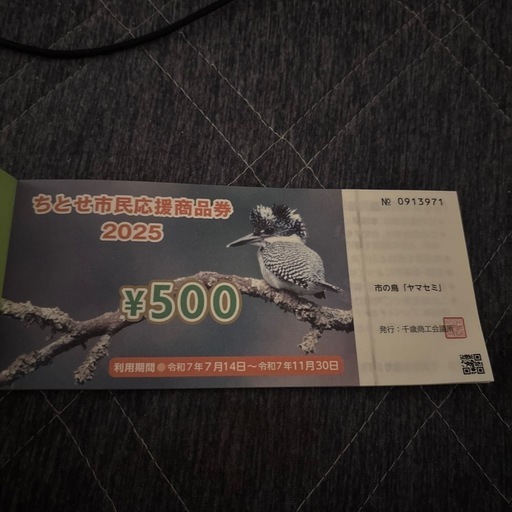 ちとせ市民応援商品券
2025
¥500
利用期間●令和7年7月14日～令和7年11月30日
№ 0913971
市の鳥「ヤマセミ」
発行：千歳商工会議所